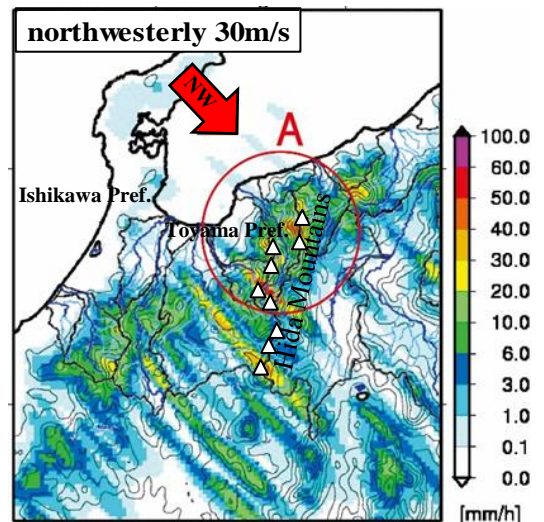 northwesterly 30m/s
NW
A
Ishikawa Pref.
Toyama Pref.
Hida Mountains
100.0
60.0
50.0
40.0
30.0
20.0
10.0
6.0
3.0
1.0
0.1
0.0
[mm/h]